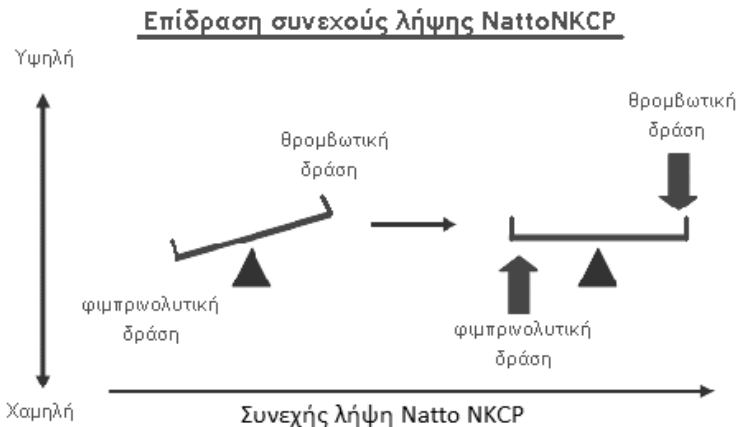 Επίδραση συνεχούς λήψης NattoNKCP
Υψηλή
θρομβωτική
δράση
θρομβωτική
δράση
φιμπρινολυτική
δράση
φιμπρινολυτική
δράση
Χαμηλή
Συνεχής λήψη Natto NKCP